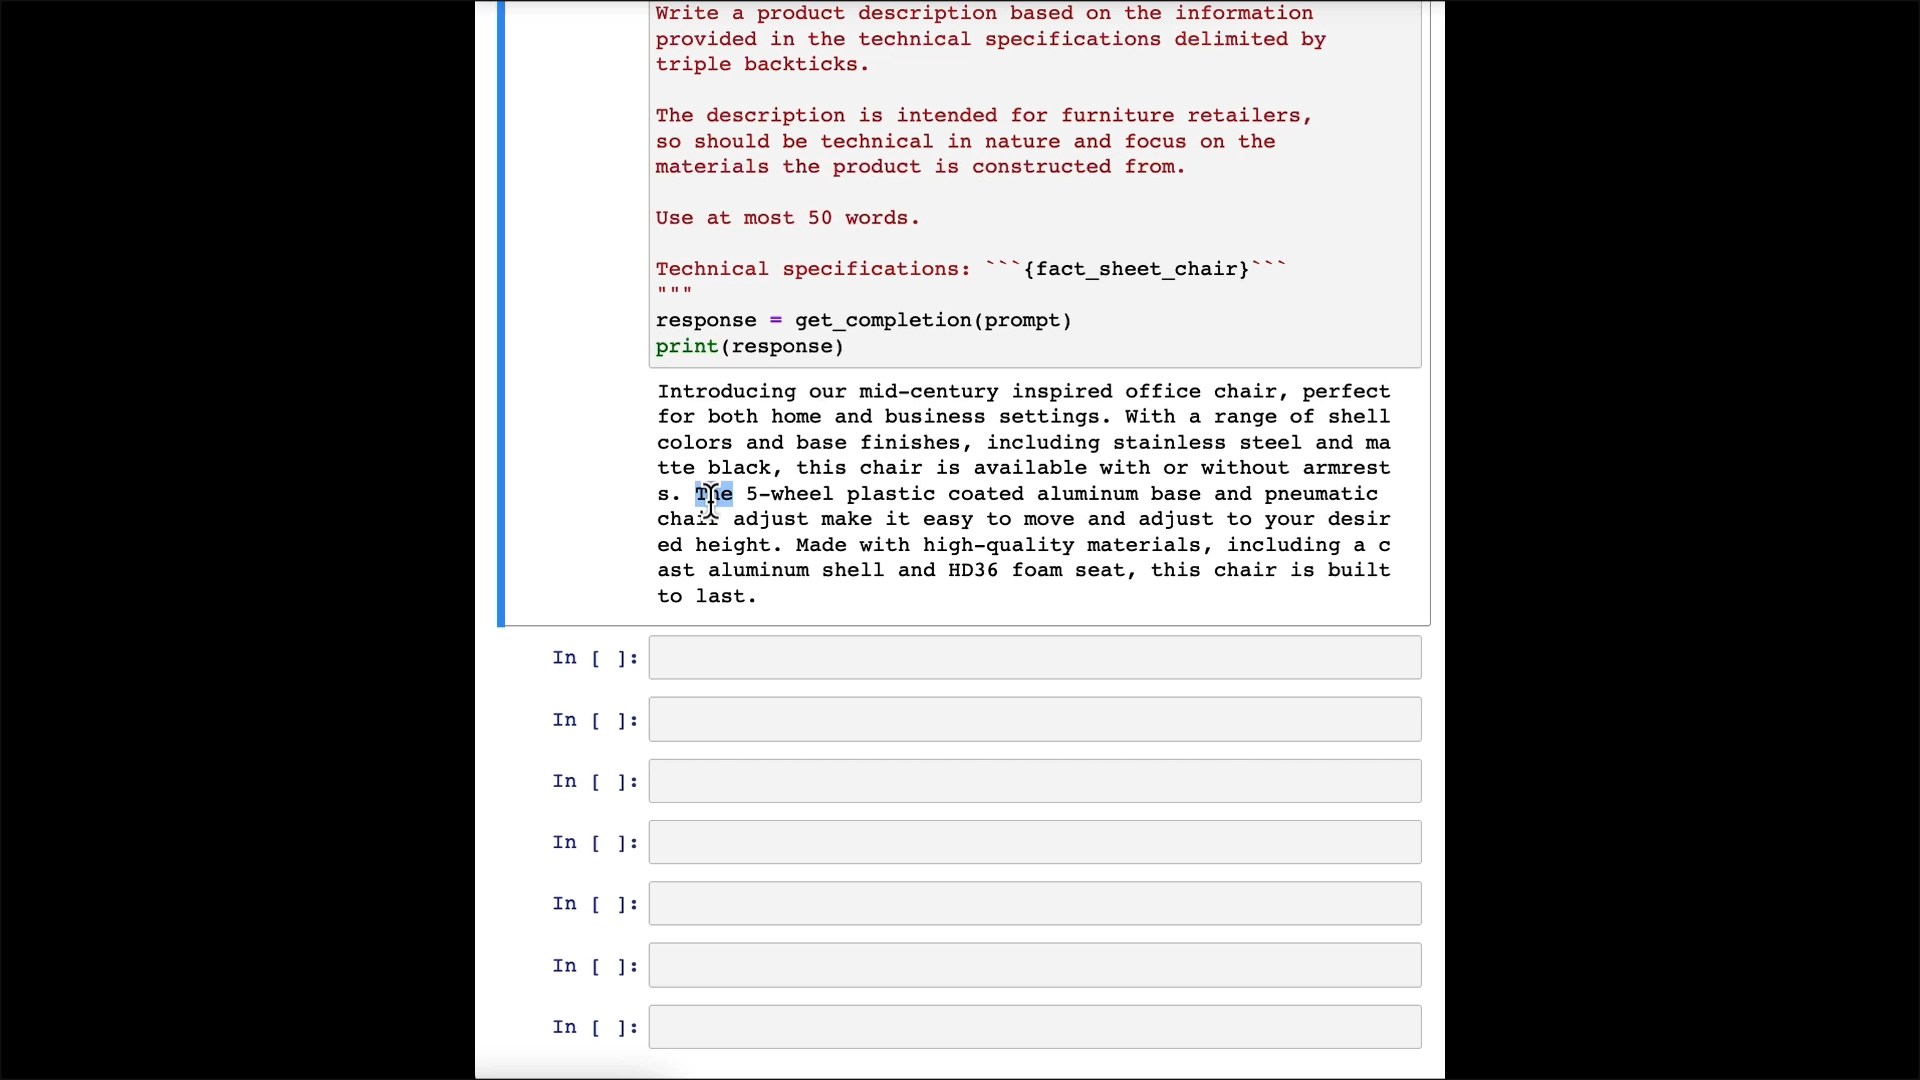 Write a product description based on the information
provided in the technical specifications delimited by
triple backticks.
The description is intended for furniture retailers,
so should be technical in nature and focus on the
materials the product is constructed from.
Use at most 50 words.
Technical specifications: ```{fact_sheet_chair}```
"""
response = get_completion(prompt)
print(response)
Introducing our mid-century inspired office chair, perfect
for both home and business settings. With a range of shell
colors and base finishes, including stainless steel and ma
tte black, this chair is available with or without armrest
s. The 5-wheel plastic coated aluminum base and pneumatic
chair adjust make it easy to move and adjust to your desir
ed height. Made with high-quality materials, including a c
ast aluminum shell and HD36 foam seat, this chair is built
to last.
In [ ]:
In [ ]:
In [ ]:
In [ ]:
In [ ]:
In [ ]:
In [ ]: